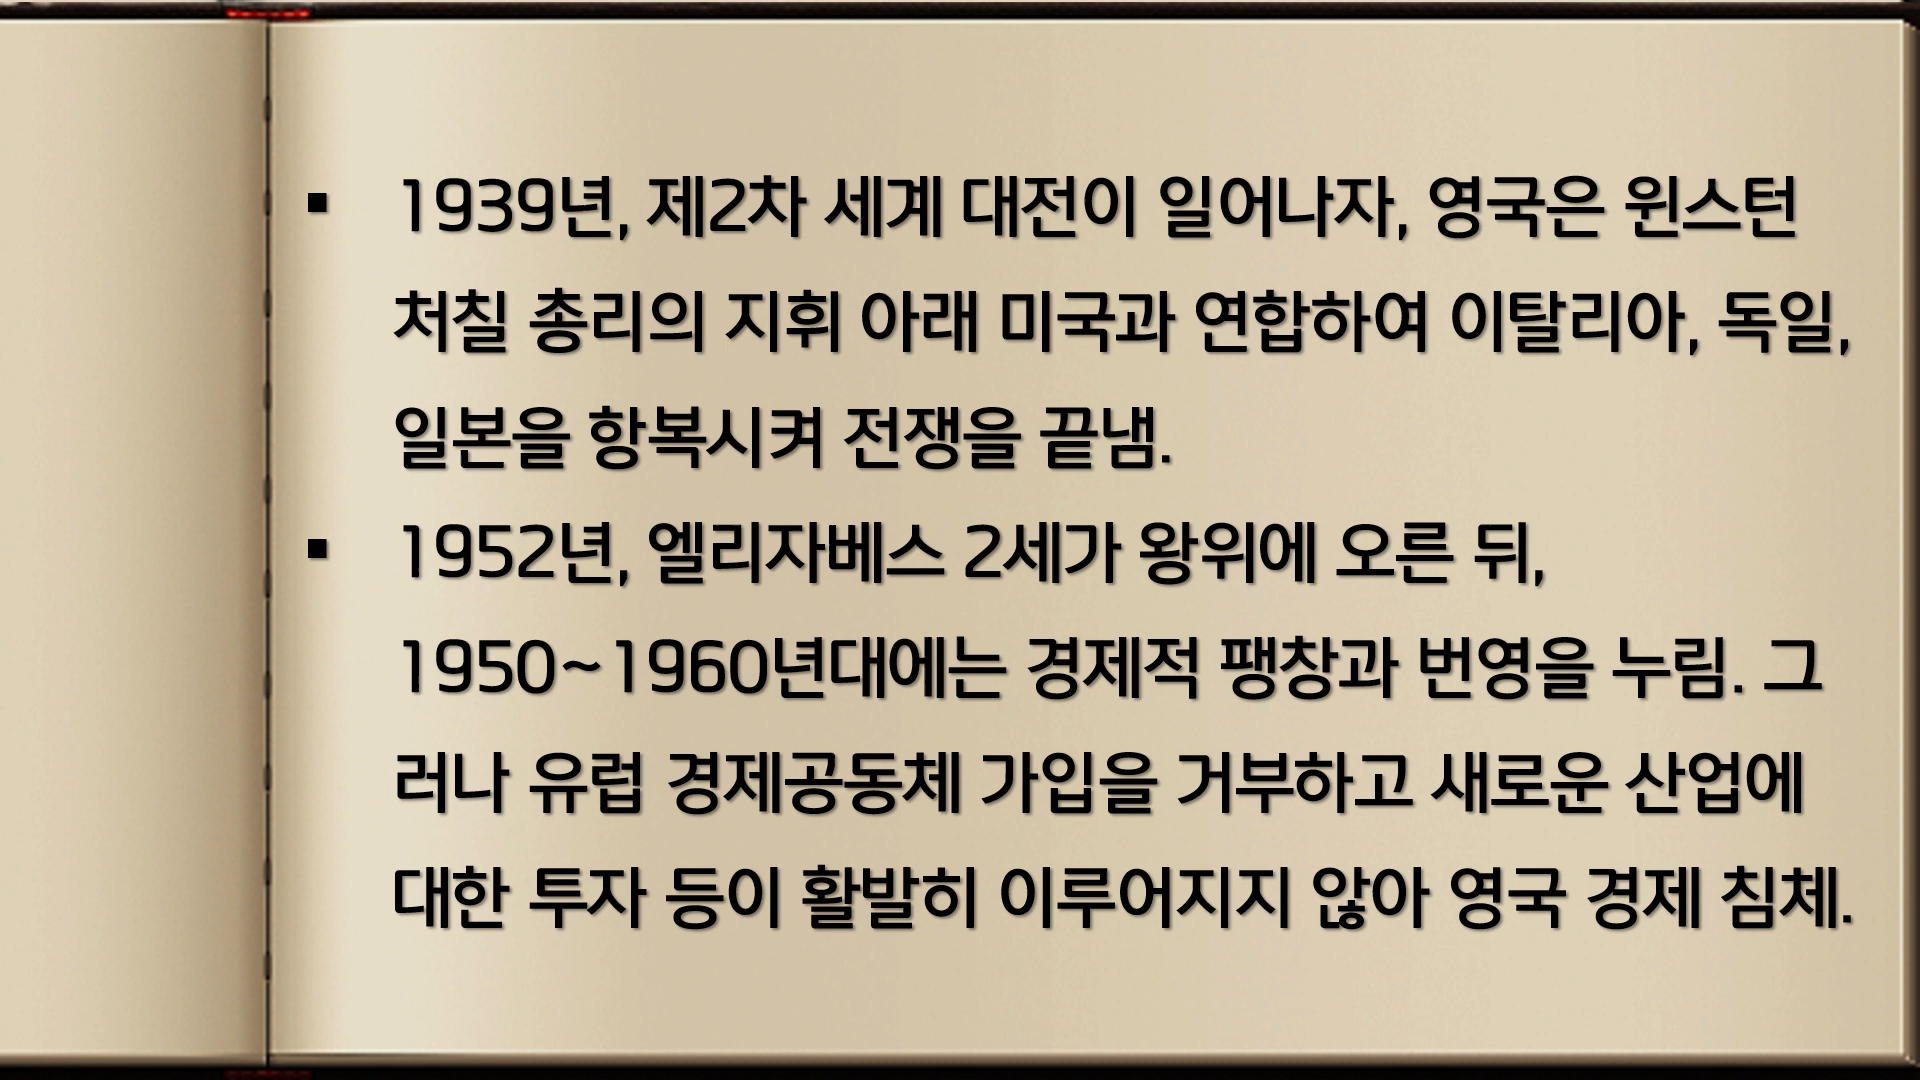 ▪ 1939년, 제2차 세계 대전이 일어나자, 영국은 윈스턴
처칠 총리의 지휘 아래 미국과 연합하여 이탈리아, 독일,
일본을 항복시켜 전쟁을 끝냄.
▪ 1952년, 엘리자베스 2세가 왕위에 오른 뒤,
1950~1960년대에는 경제적 팽창과 번영을 누림. 그
러나 유럽 경제공동체 가입을 거부하고 새로운 산업에
대한 투자 등이 활발히 이루어지지 않아 영국 경제 침체.